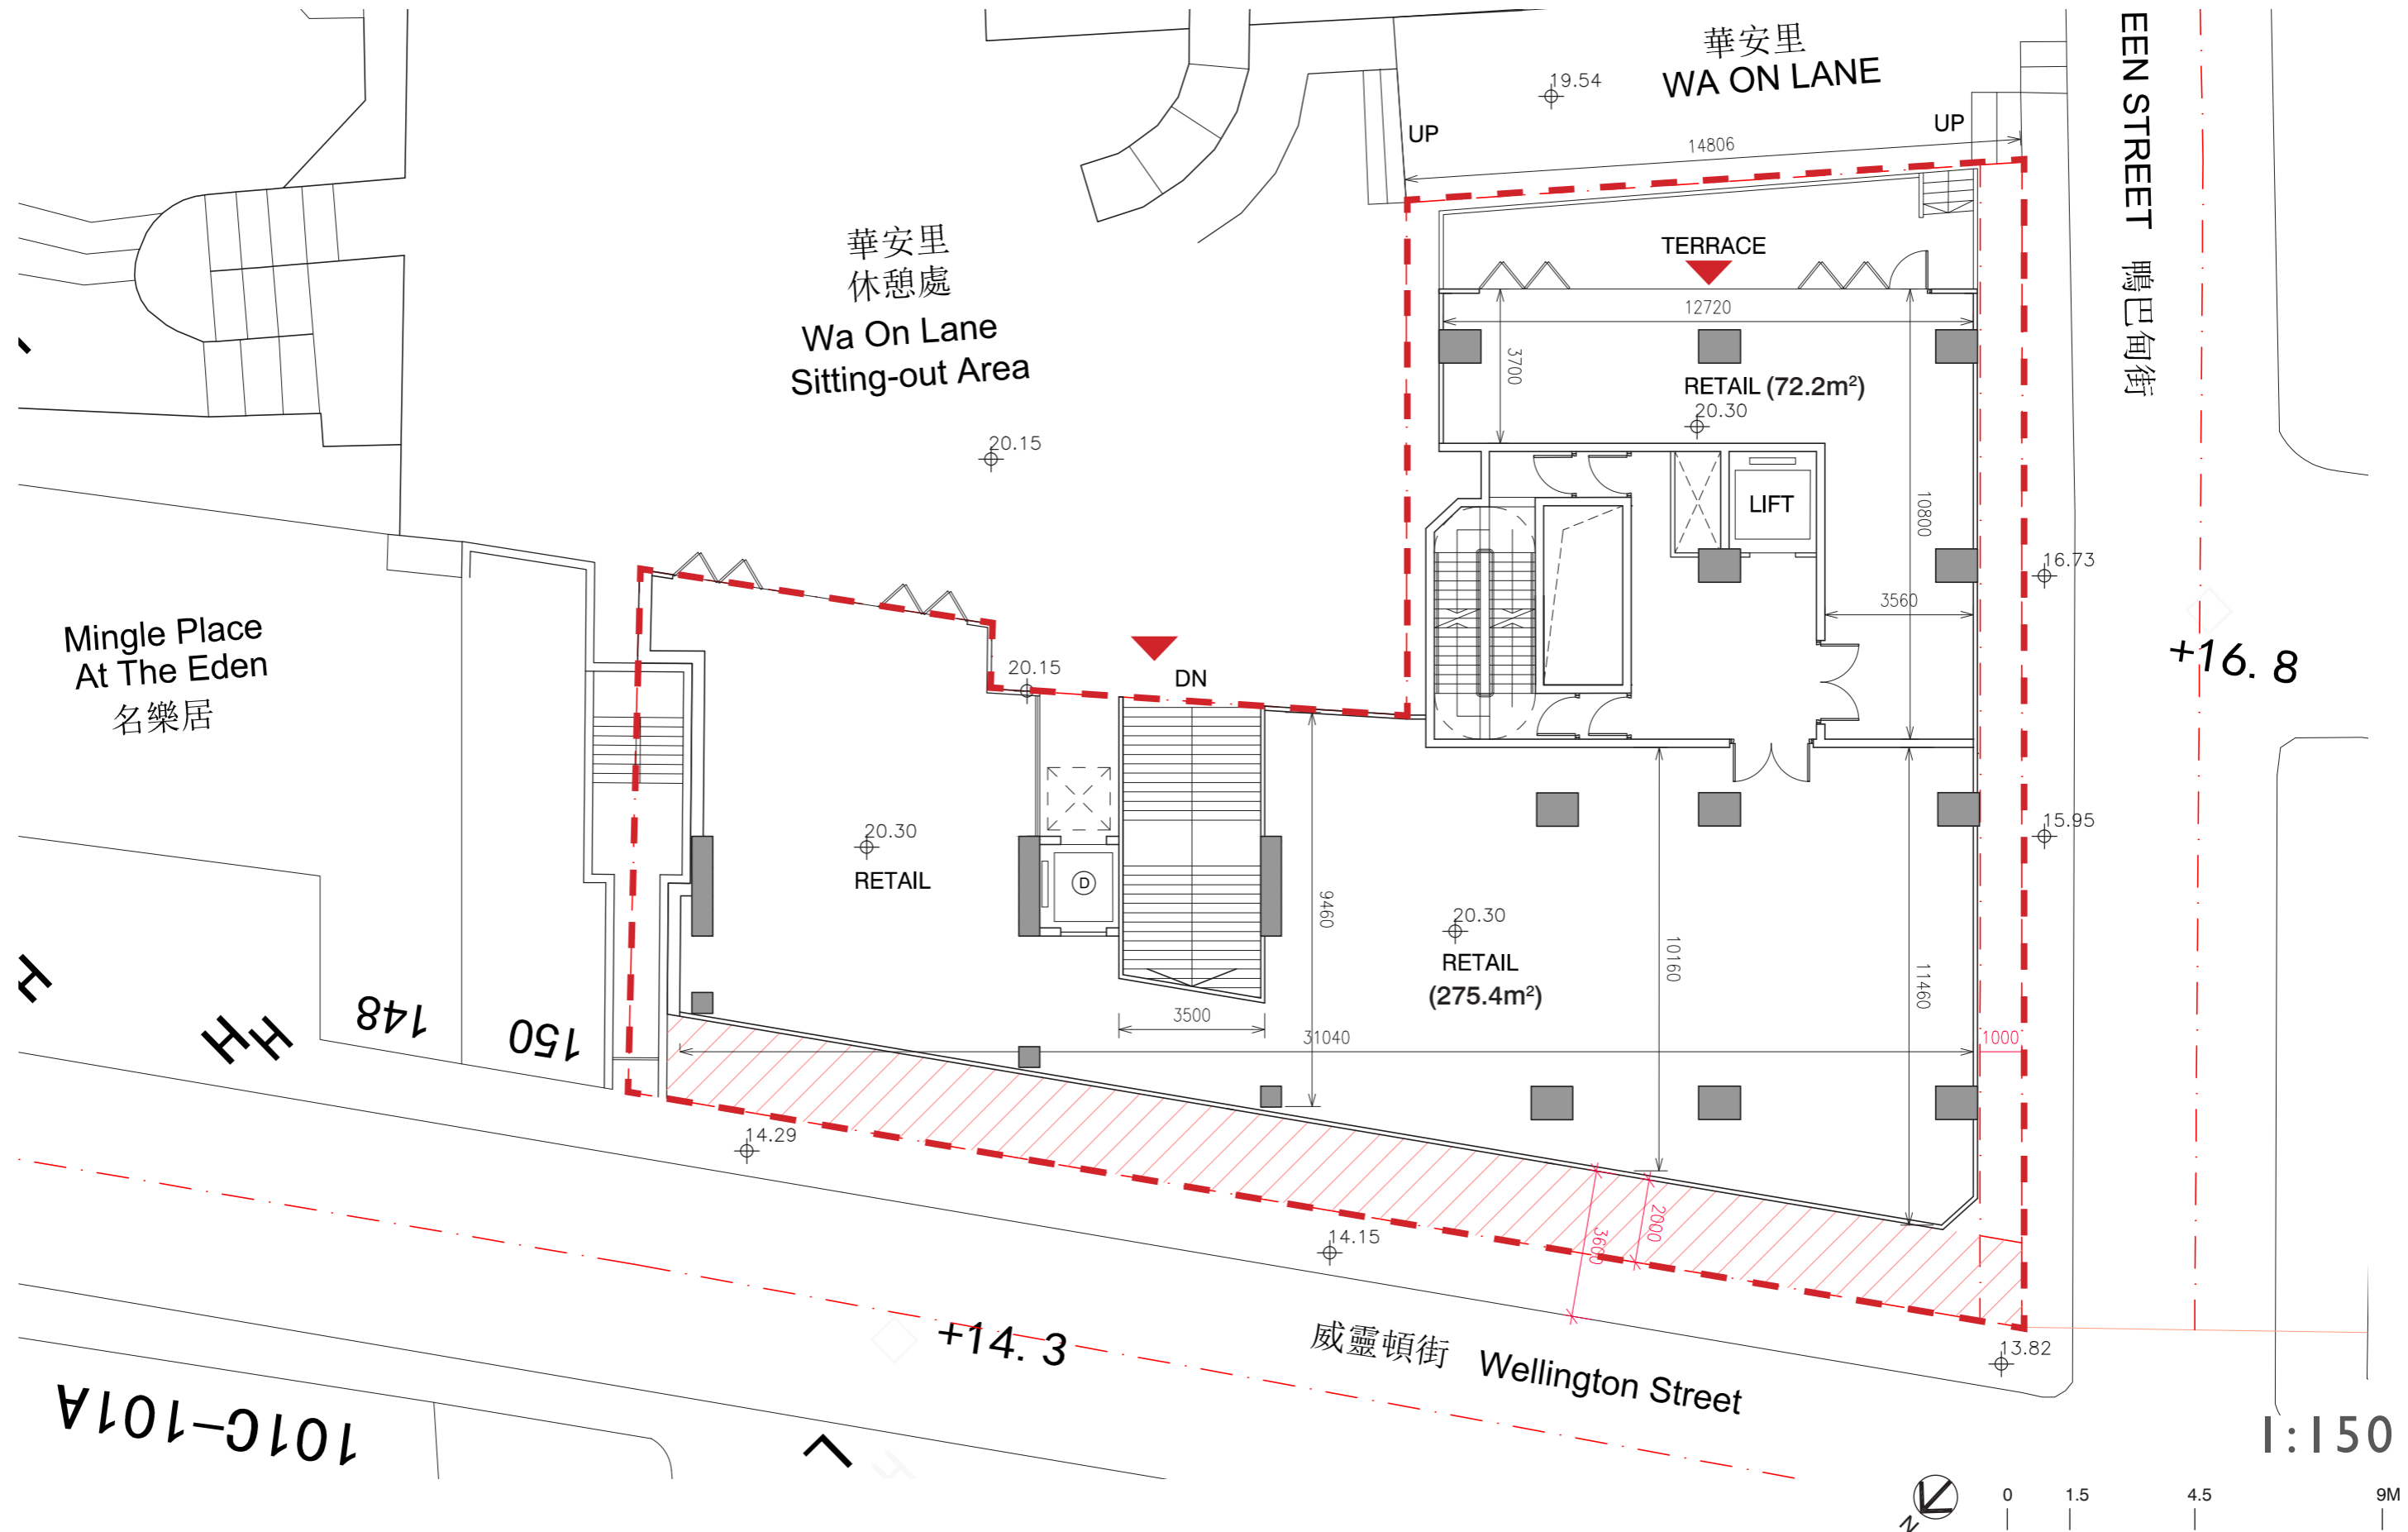 華安里
WA ON LANE
19.54
UP
UP
14806
EEN STREET 鴨巴甸街
華安里
休憩處
Wa On Lane
Sitting-out Area
20.15
TERRACE
12720
3700
RETAIL (72.2m²)
20.30
LIFT
10800
3560
16.73
+16. 8
Mingle Place
At The Eden
名樂居
20.15
DN
20.30
RETAIL
D
9460
20.30
RETAIL
(275.4m²)
10160
11460
15.95
3500
31040
1000
148
150
H
H
H
14.29
14.15
2000
3600
13.82
+14. 3
威靈頓街 Wellington Street
101C-101A
1:150
N
0 1.5 4.5 9M